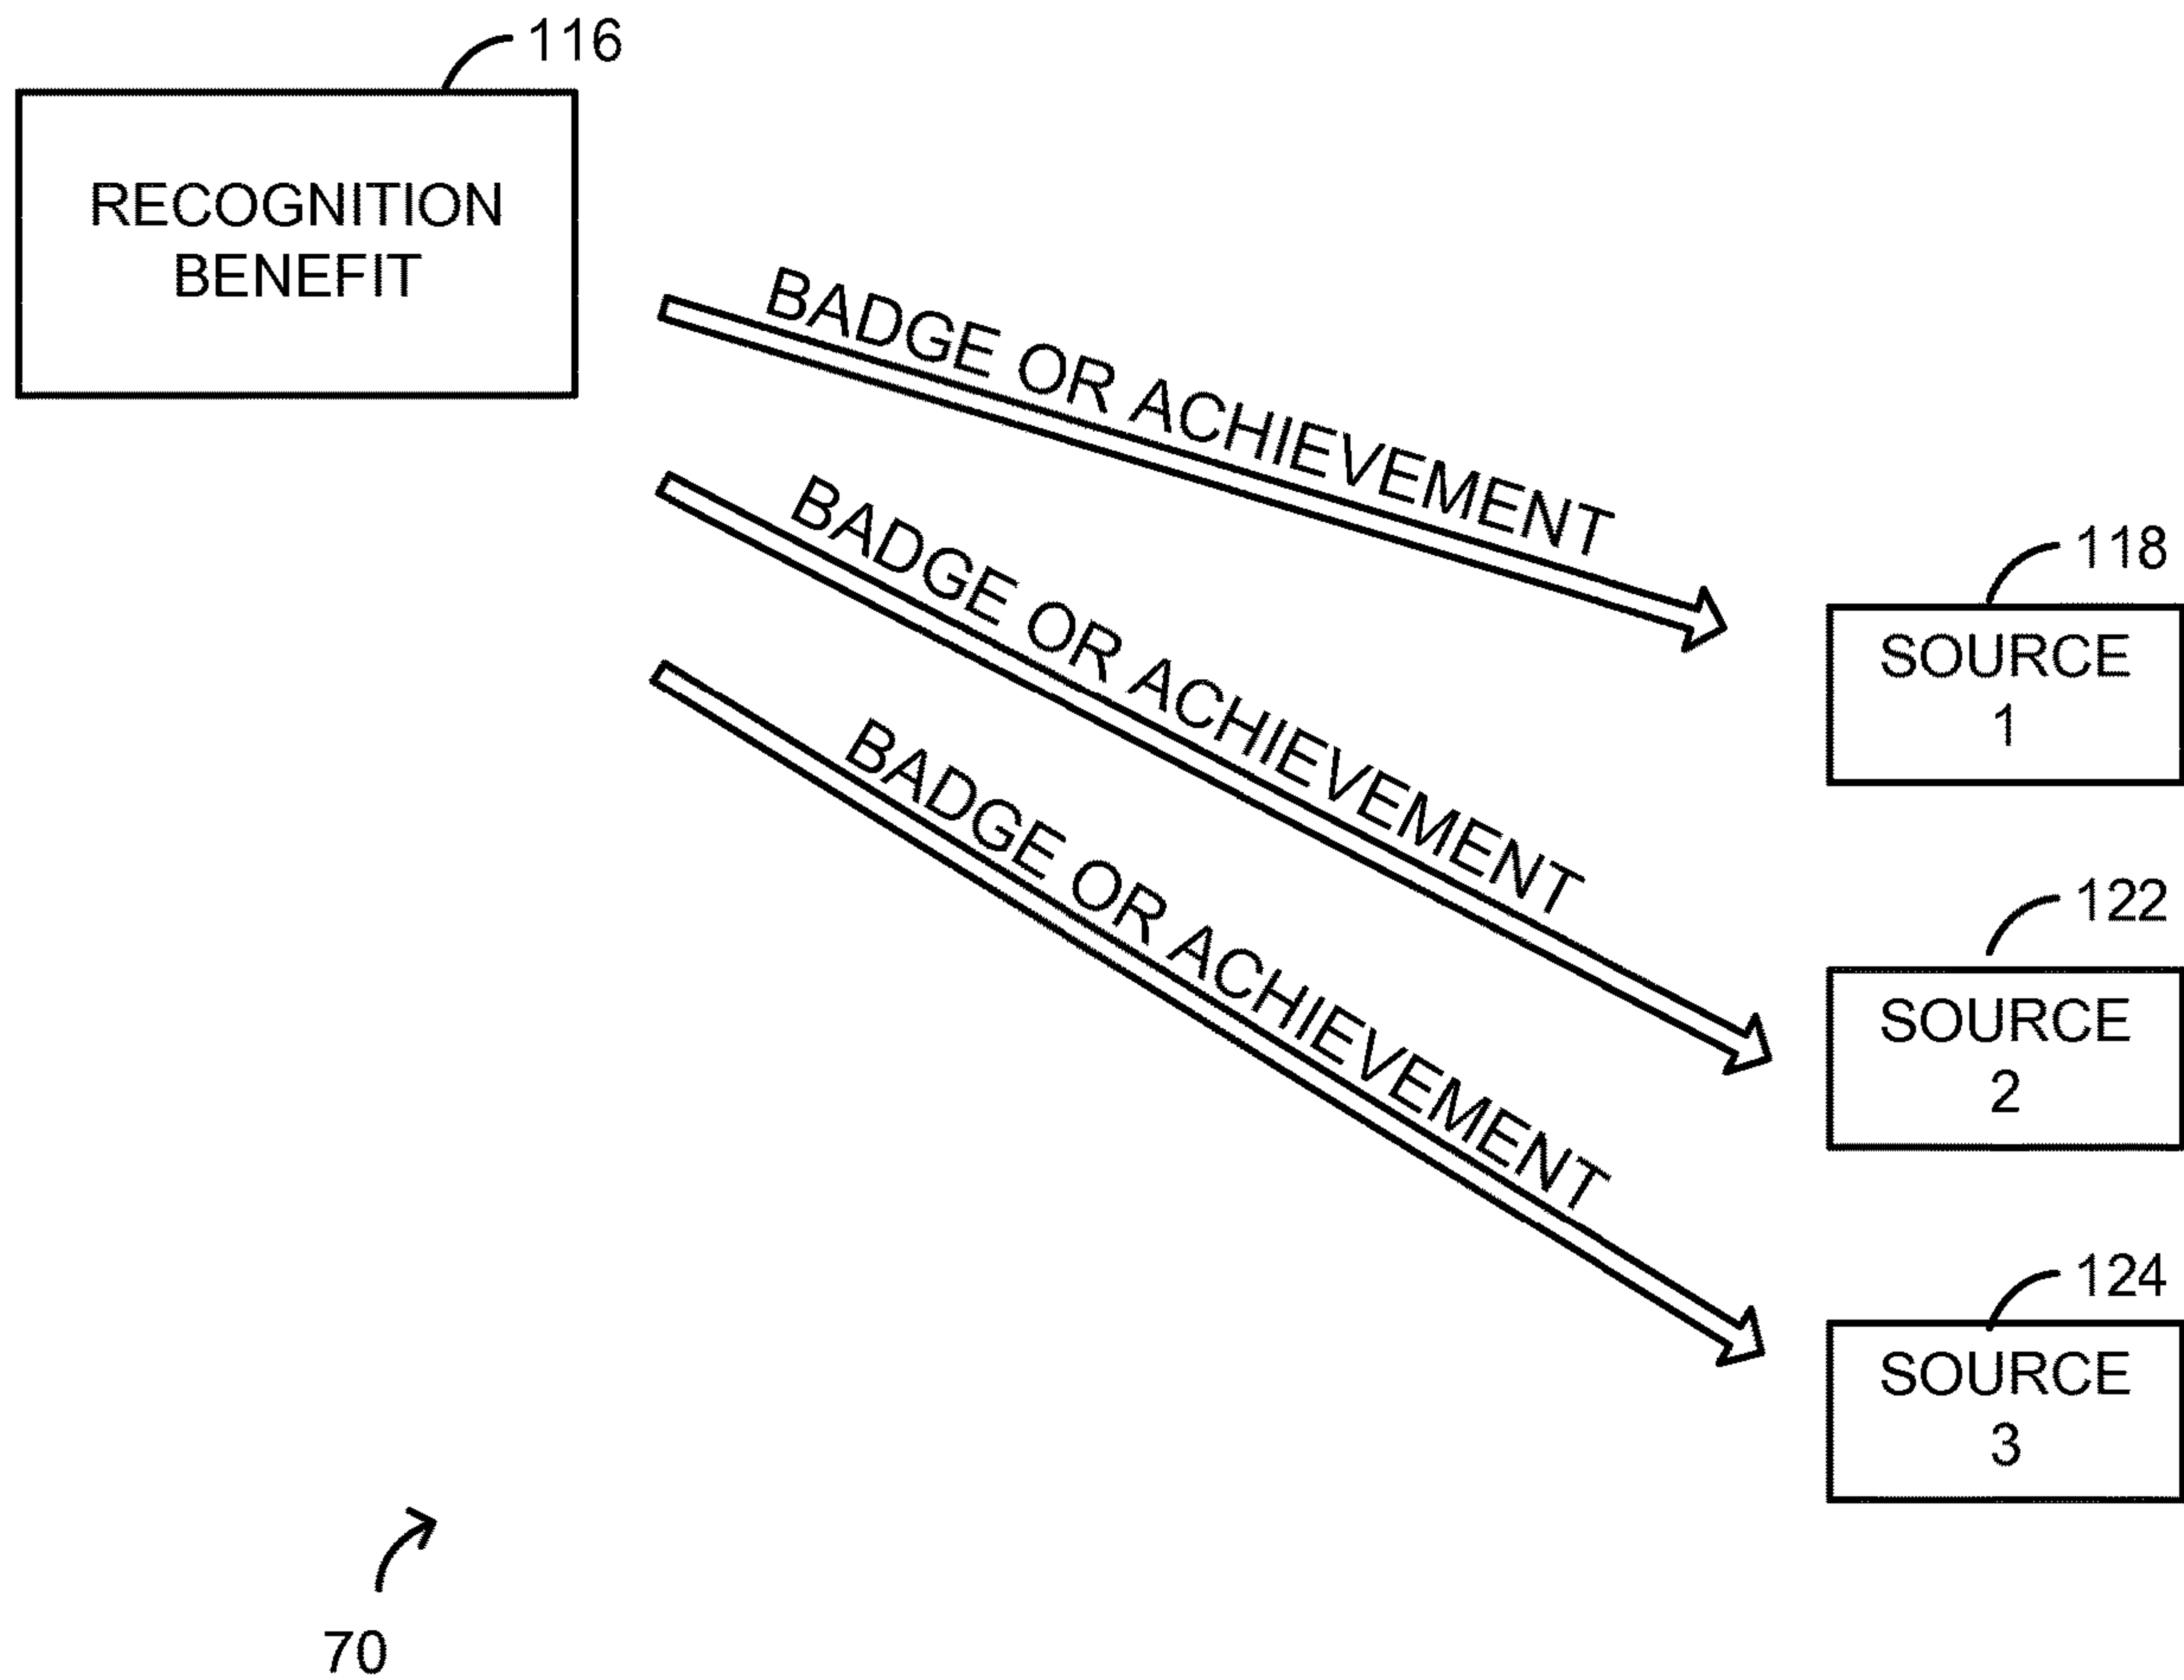 116
RECOGNITION
BENEFIT
BADGE OR ACHIEVEMENT
BADGE OR ACHIEVEMENT
BADGE OR ACHIEVEMENT
118
SOURCE
1
122
SOURCE
2
124
SOURCE
3
70